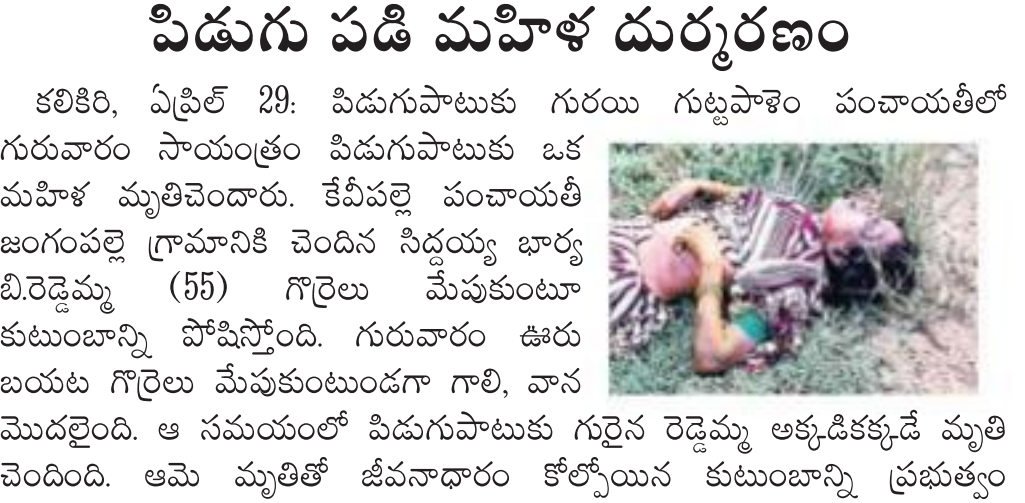 పిడుగు పడి మహిళ దుర్మరణం
కలికిరి, ఏప్రిల్ 29: పిడుగుపాటుకు గురయి గుట్టపాళెం పంచాయతీలో
గురువారం సాయంత్రం పిడుగుపాటుకు ఒక
మహిళ మృతిచెందారు. కేవీపల్లె పంచాయతీ
జంగంపల్లె గ్రామానికి చెందిన సిద్దయ్య భార్య
బి.రెడ్డెమ్మ (55) గొర్రెలు మేపుకుంటూ
కుటుంబాన్ని పోషిస్తోంది. గురువారం ఊరు
బయట గొర్రెలు మేపుకుంటుండగా గాలి, వాన
మొదలైంది. ఆ సమయంలో పిడుగుపాటుకు గురైన రెడ్డెమ్మ అక్కడికక్కడే మృతి
చెందింది. ఆమె మృతితో జీవనాధారం కోల్పోయిన కుటుంబాన్ని ప్రభుత్వం